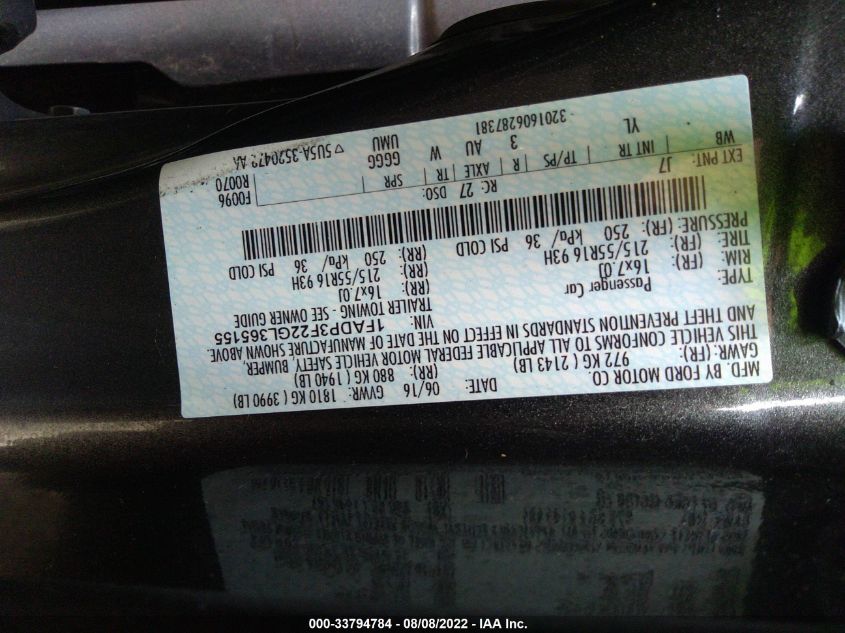 MFD. BY FORD MOTOR CO.
DATE: 06/16 GVWR: 1810 KG ( 3990 LB)
GAWR: (FR): 972 KG ( 2143 LB) (RR): 880 KG ( 1940 LB)
THIS VEHICLE CONFORMS TO ALL APPLICABLE FEDERAL MOTOR VEHICLE SAFETY, BUMPER,
AND THEFT PREVENTION STANDARDS IN EFFECT ON THE DATE OF MANUFACTURE SHOWN ABOVE.
VIN: 1FADP3F22GL365155
TYPE: Passenger Car TRAILER TOWING - SEE OWNER GUIDE
RIM: (FR): 16x7.0J (RR): 16x7.0J
TIRE: (FR): 215/55R16 93H (RR): 215/55R16 93H
PRESSURE: (FR): 250 kPa/ 36 PSI COLD (RR): 250 kPa/ 36 PSI COLD
EXT PNT: J7 RC: 27 DSO: F0096
R0070
WB INT TR TP/PS R AXLE TR SPR
YL 3 AU W GGGG
UMU
3201606287381 5U5A-3520472-AA
000-33794784 - 08/08/2022 - IAA Inc.